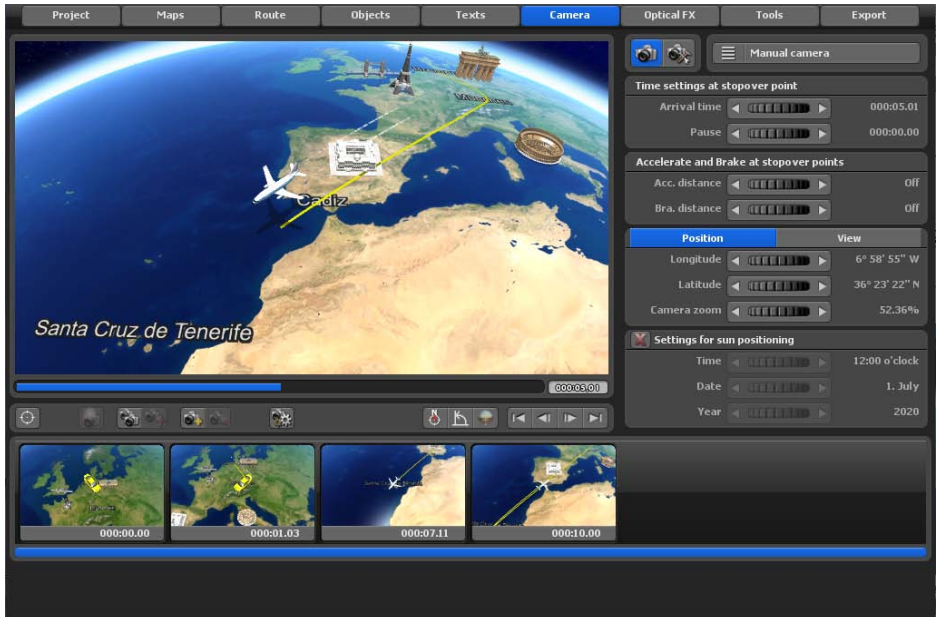 Project Maps Route Objects Texts Camera Optical FX Tools Export
Manual camera
Time settings at stopover point
Arrival time 000:05.01
Pause 000:00.00
Accelerate and Brake at stopover points
Acc. distance Off
Bra. distance Off
Position View
Longitude 6° 58' 55" W
Latitude 36° 23' 22" N
Camera zoom 52.36%
Settings for sun positioning
Time 12:00 o'clock
Date 1. July
Year 2020
Cadiz
Santa Cruz de Tenerife
000:05.01
N
000:00.00 000:01.03 000:07.11 000:10.00